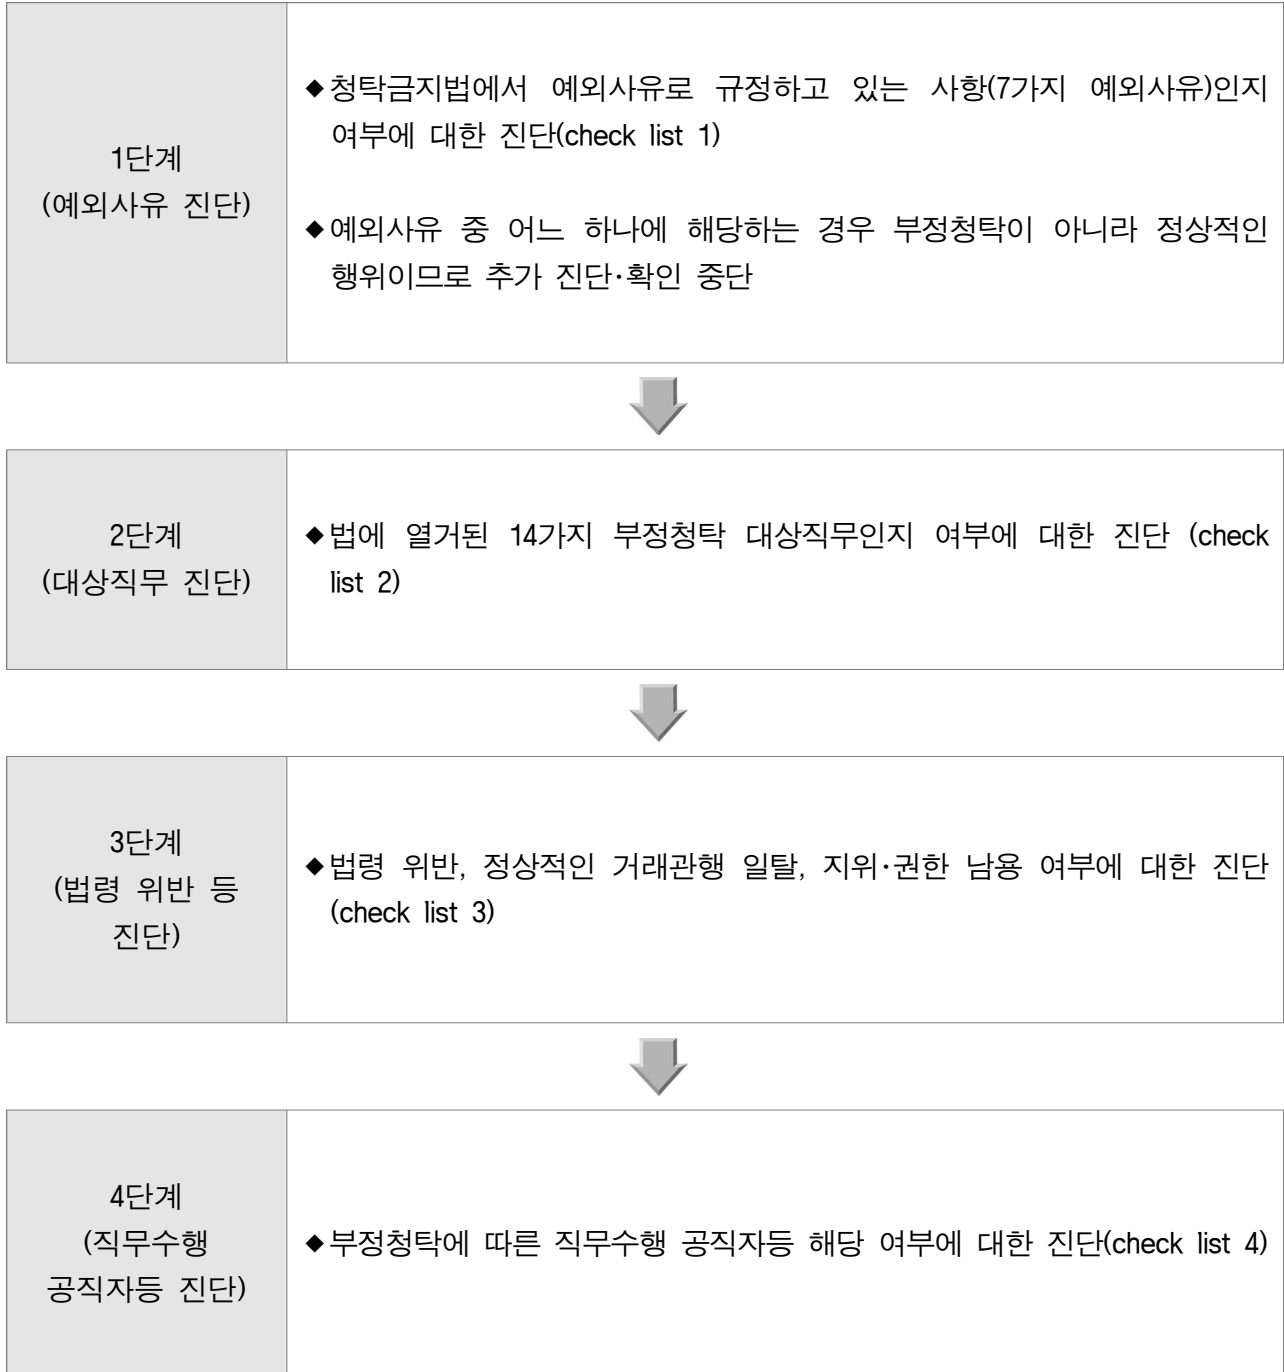 1단계
(예외사유 진단)
◆청탁금지법에서 예외사유로 규정하고 있는 사항(7가지 예외사유)인지
여부에 대한 진단(check list 1)
◆예외사유 중 어느 하나에 해당하는 경우 부정청탁이 아니라 정상적인
행위이므로 추가 진단·확인 중단
2단계
(대상직무 진단)
◆법에 열거된 14가지 부정청탁 대상직무인지 여부에 대한 진단 (check
list 2)
3단계
(법령 위반 등
진단)
◆법령 위반, 정상적인 거래관행 일탈, 지위·권한 남용 여부에 대한 진단
(check list 3)
4단계
(직무수행
공직자등 진단)
◆부정청탁에 따른 직무수행 공직자등 해당 여부에 대한 진단(check list 4)